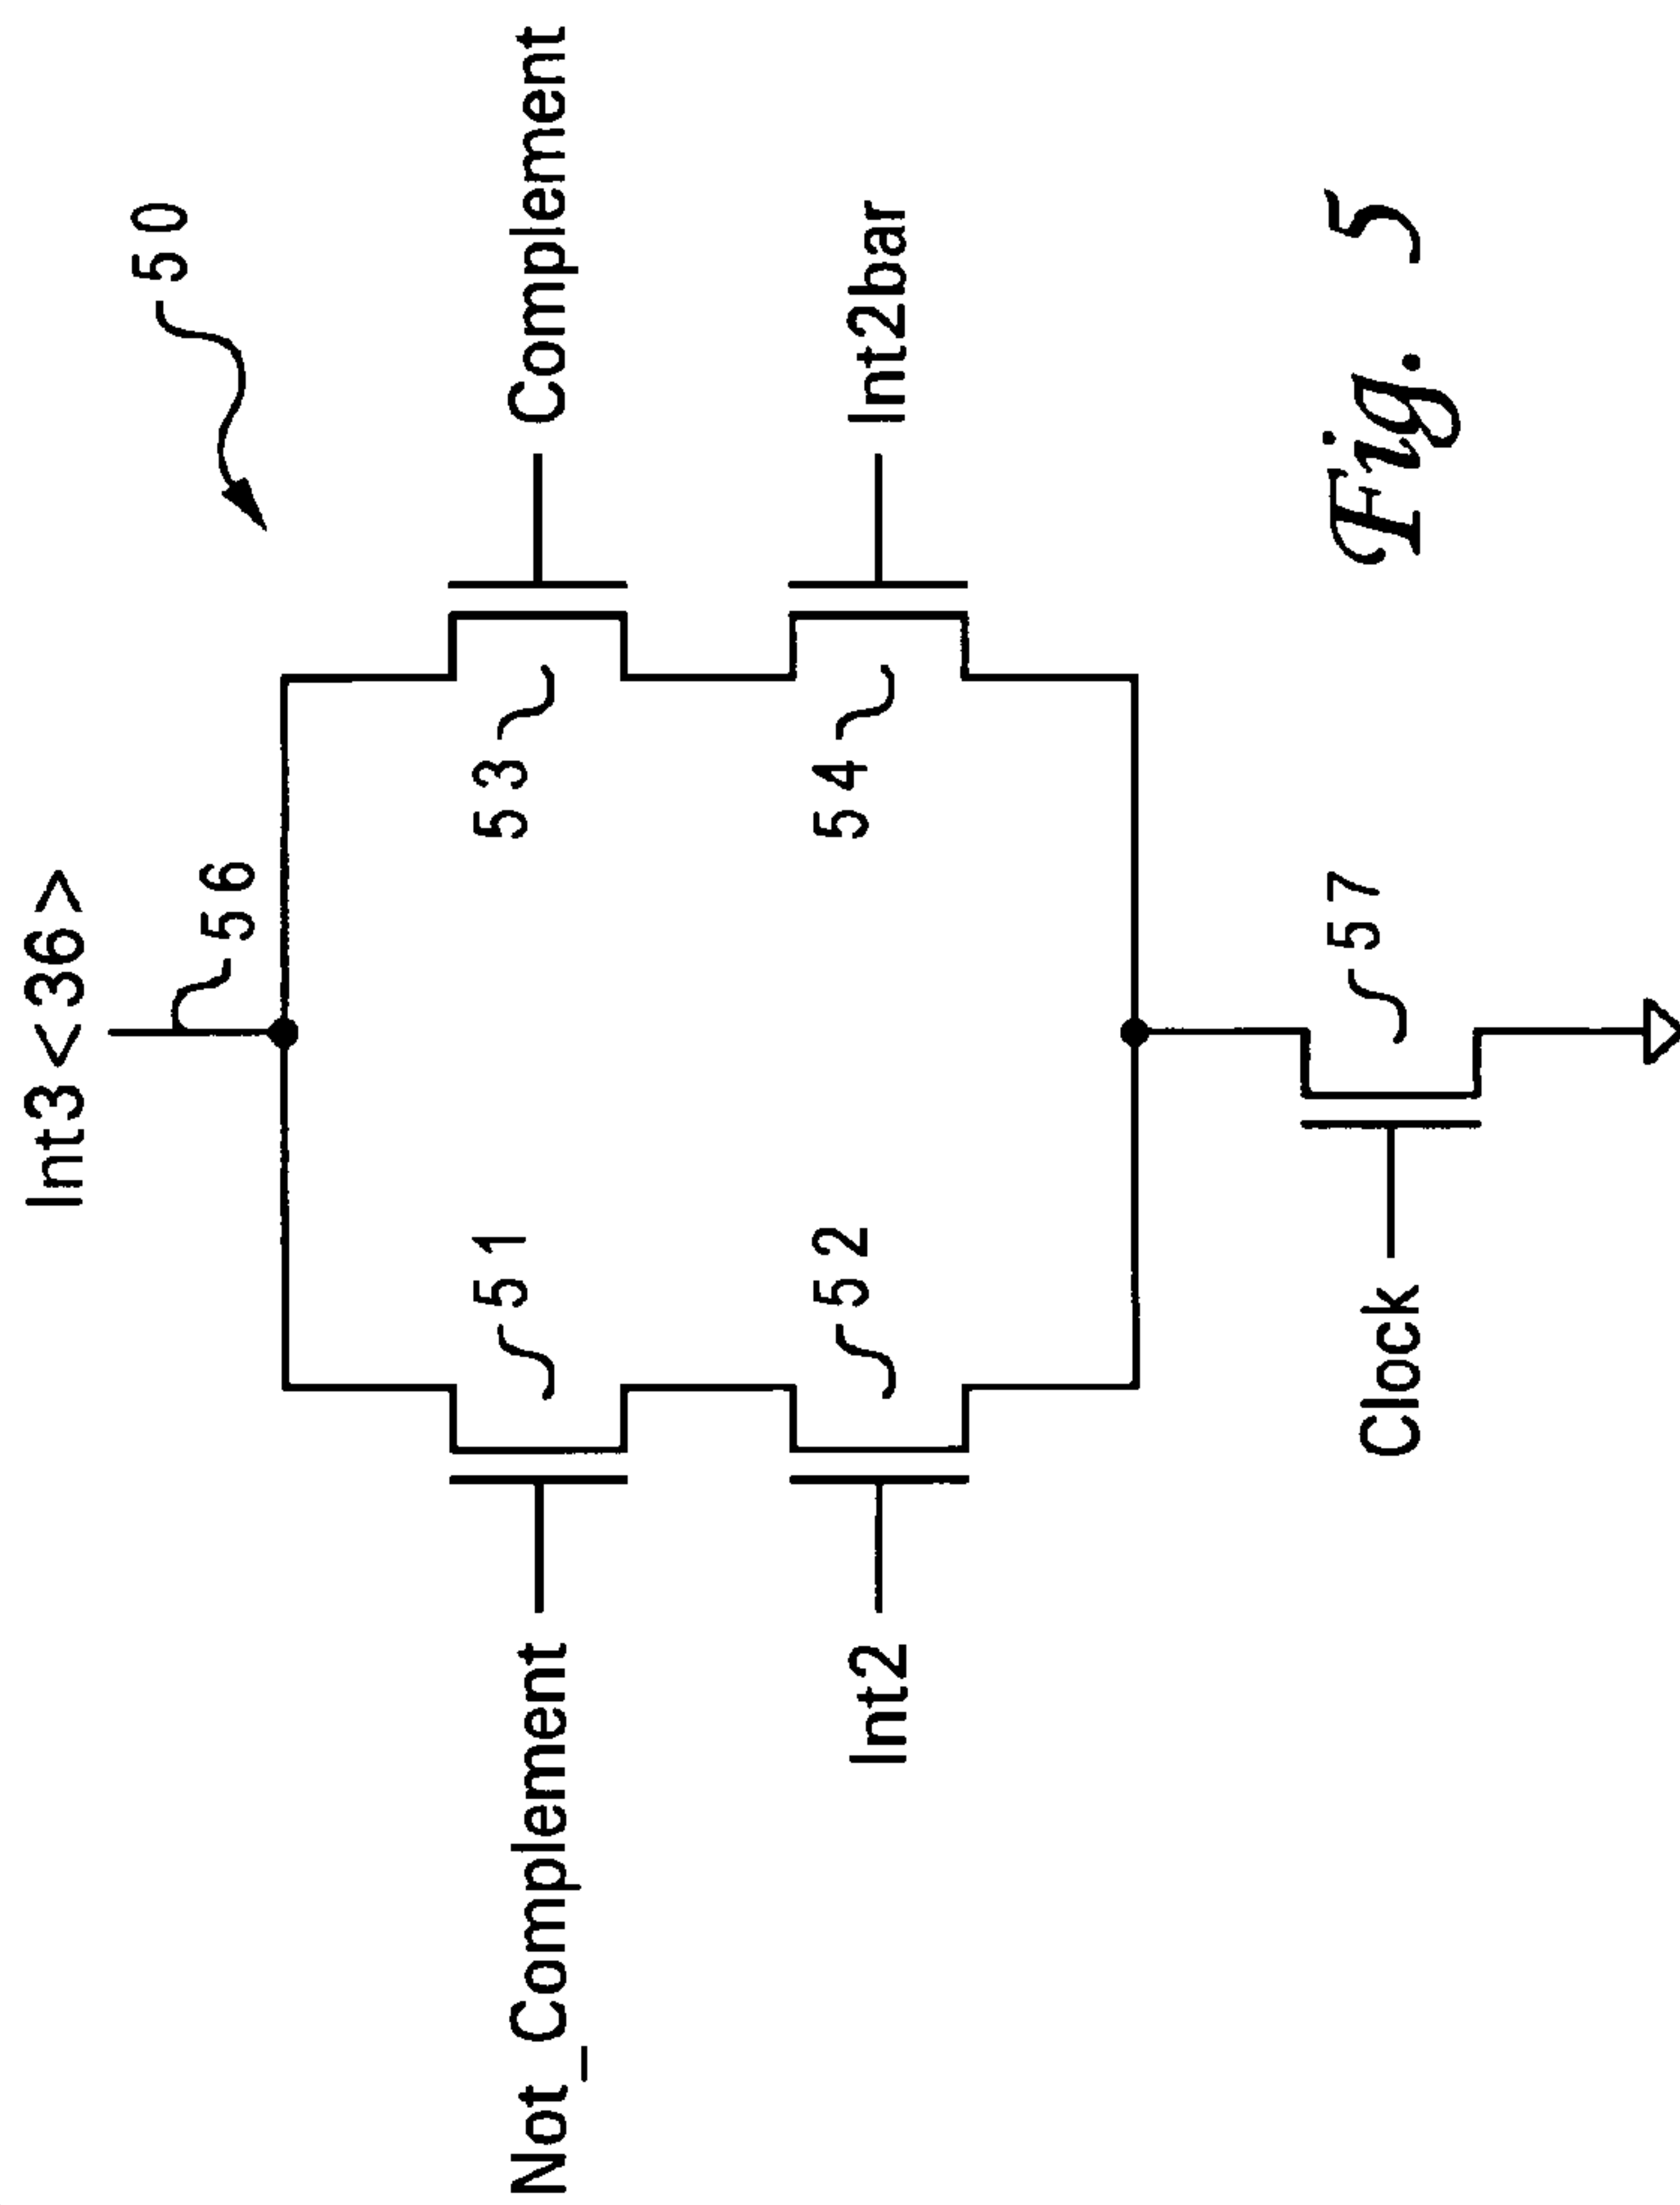 Int3<36>
56
50
51
53
Not_Complement
Complement
52
54
Int2
Int2bar
57
Clock
Fig. 5